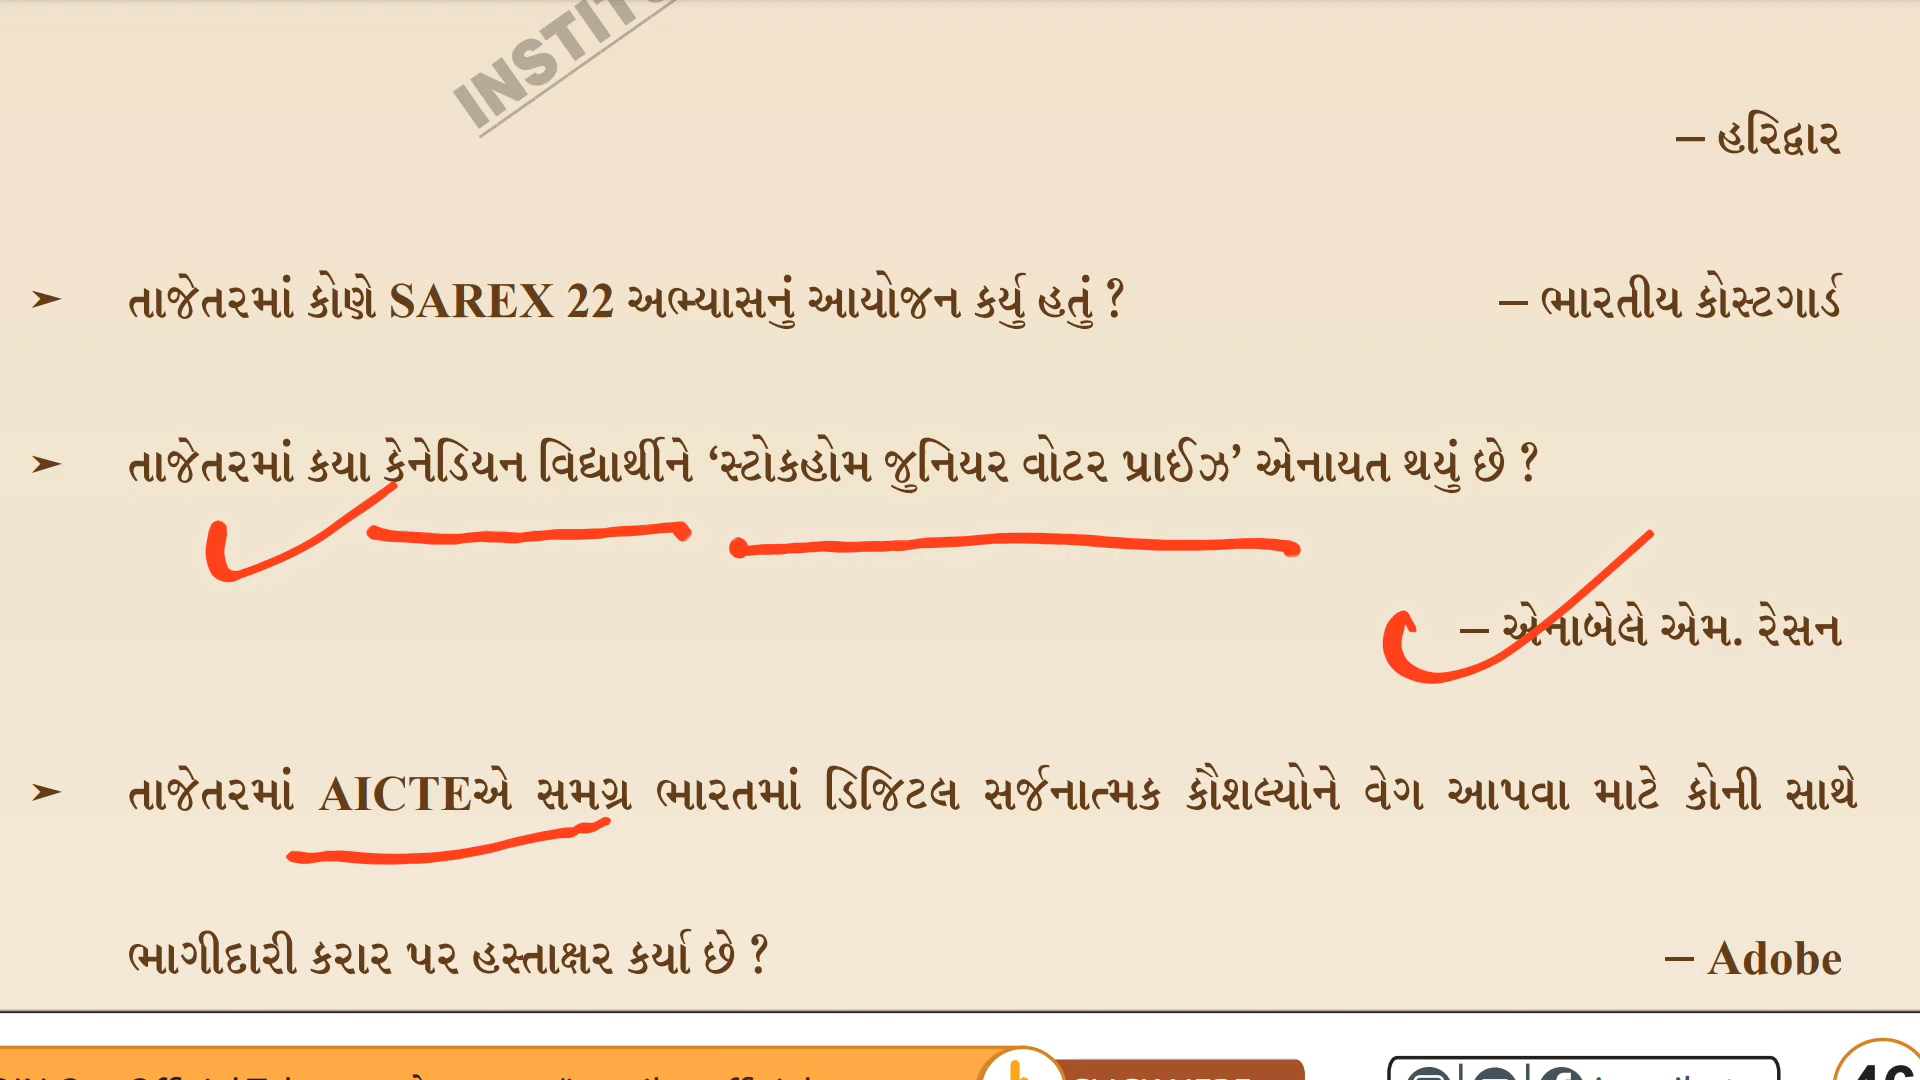 – હરિદ્વાર
➤ તાજેતરમાં કોણે SAREX 22 અભ્યાસનું આયોજન કર્યુ હતું ? – ભારતીય કોસ્ટગાર્ડ
➤ તાજેતરમાં કયા કેનેડિયન વિદ્યાર્થીને ‘સ્ટોકહોમ જુનિયર વોટર પ્રાઈઝ’ એનાયત થયું છે ?
– એનાબેલે એમ. રેસન
➤ તાજેતરમાં AICTEએ સમગ્ર ભારતમાં ડિજિટલ સર્જનાત્મક કૌશલ્યોને વેગ આપવા માટે કોની સાથે
ભાગીદારી કરાર પર હસ્તાક્ષર કર્યા છે ? – Adobe